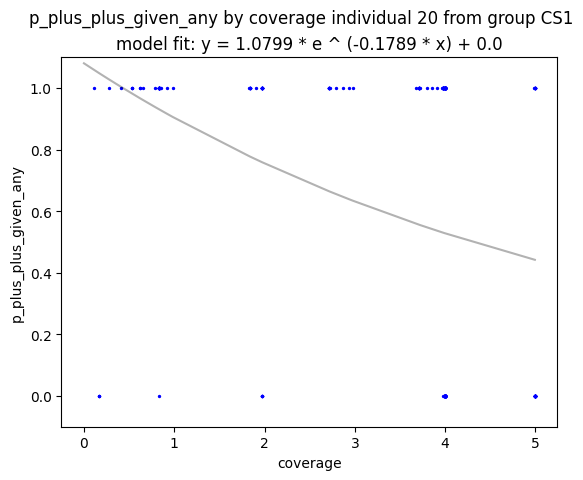 p_plus_plus_given_any by coverage individual 20 from group CS1
model fit: y = 1.0799 * e ^ (-0.1789 * x) + 0.0
1.0
0.8
0.6
0.4
0.2
0.0
p_plus_plus_given_any
0 1 2 3 4 5
coverage